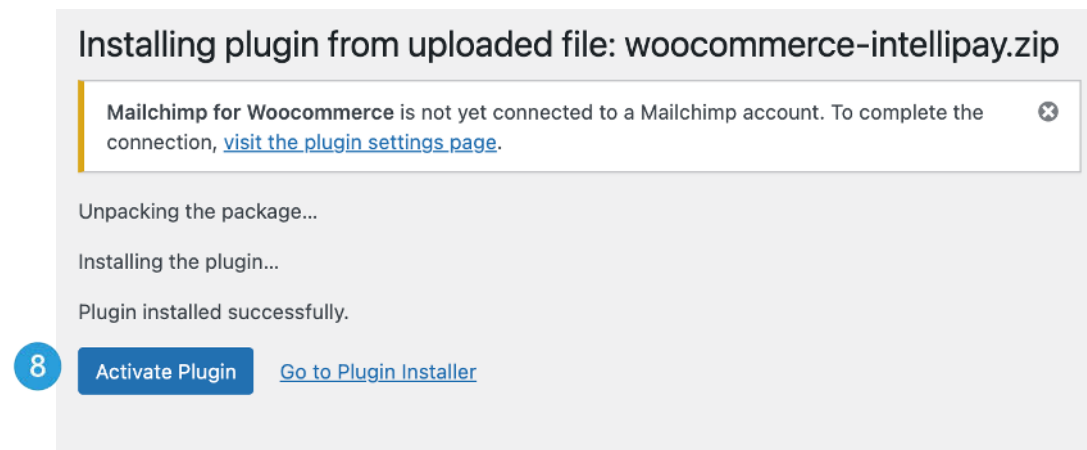 Installing plugin from uploaded file: woocommerce-intellipay.zip
Mailchimp for Woocommerce is not yet connected to a Mailchimp account. To complete the
connection, visit the plugin settings page.
Unpacking the package...
Installing the plugin...
Plugin installed successfully.
8 Activate Plugin Go to Plugin Installer